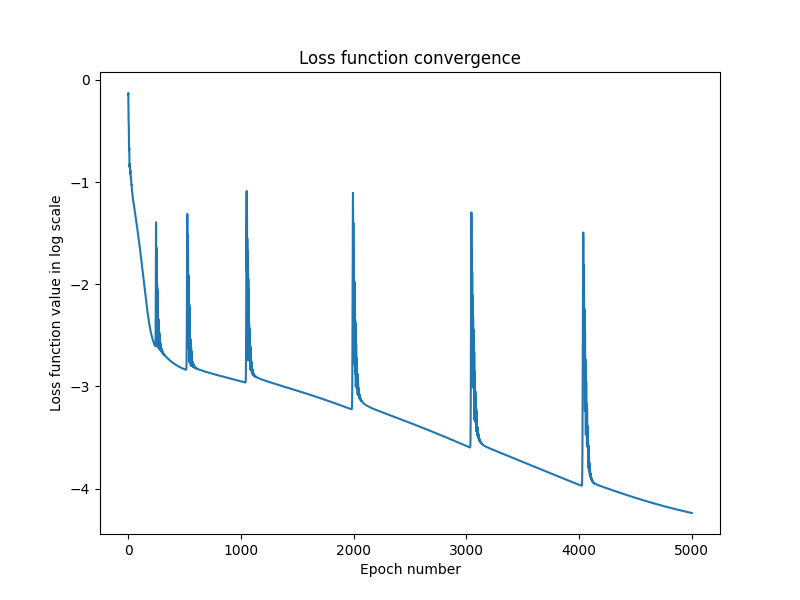 Loss function convergence
Loss function value in log scale
0
−1
−2
−3
−4
0 1000 2000 3000 4000 5000
Epoch number